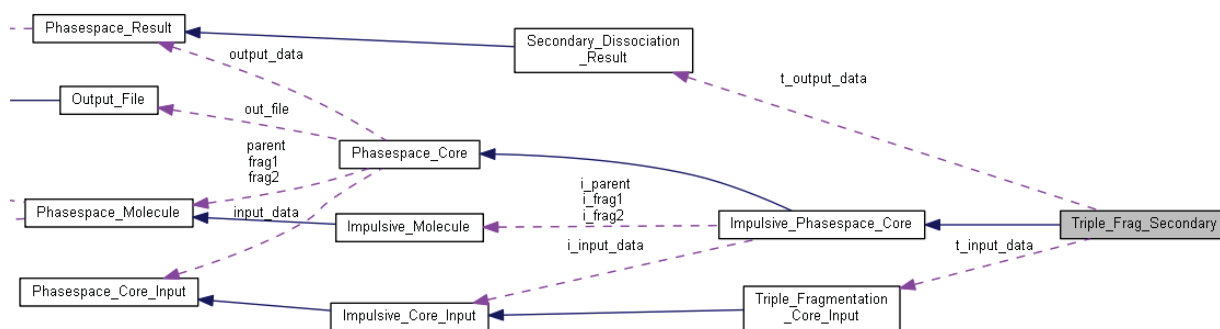 Phasespace_Result
output_data
Secondary_Dissociation
_Result
t_output_data
Output_File
out_file
parent
frag1
frag2
Phasespace_Core
i_parent
i_frag1
i_frag2
Phasespace_Molecule
input_data
Impulsive_Molecule
Impulsive_Phasespace_Core
Triple_Frag_Secondary
i_input_data
t_input_data
Phasespace_Core_Input
Impulsive_Core_Input
Triple_Fragmentation
_Core_Input